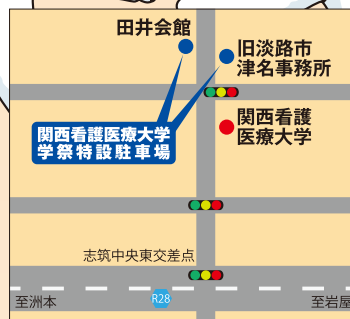 田井会館
旧淡路市
津名事務所
関西看護医療大学
学祭特設駐車場
関西看護
医療大学
志筑中央東交差点
至洲本
R28
至岩屋